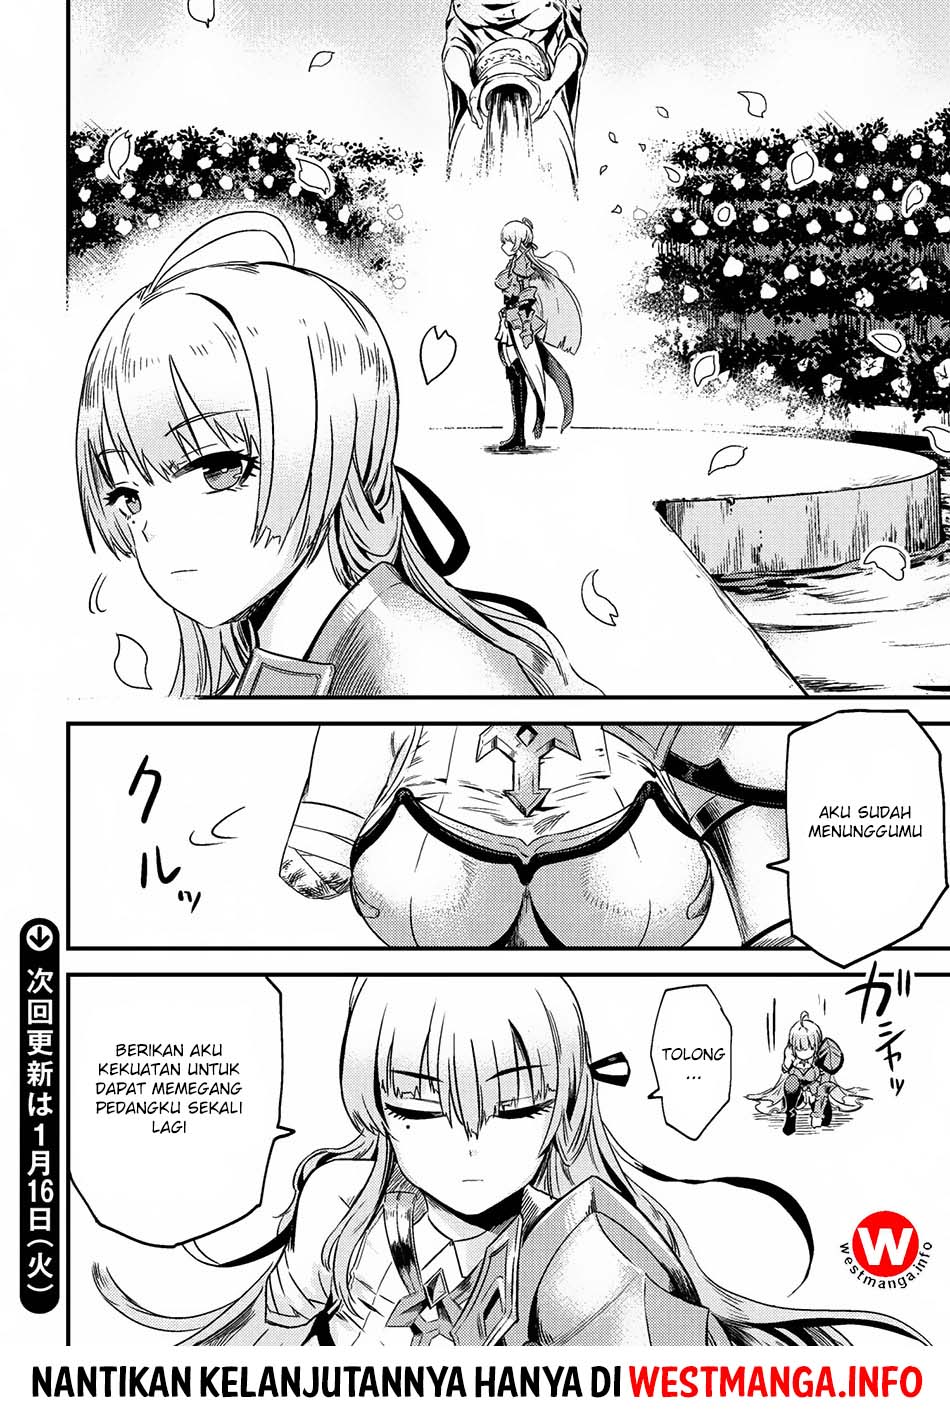 AKU SUDAH
MENUNGGUMU
クルッ
ガシャッ
TOLONG
...
BERIKAN AKU
KEKUATAN UNTUK
DAPAT MEMEGANG
PEDANGKU SEKALI
LAGI
次回更新は1月16日(火)
W
westmanga.info
NANTIKAN KELANJUTANNYA HANYA DI WESTMANGA.INFO